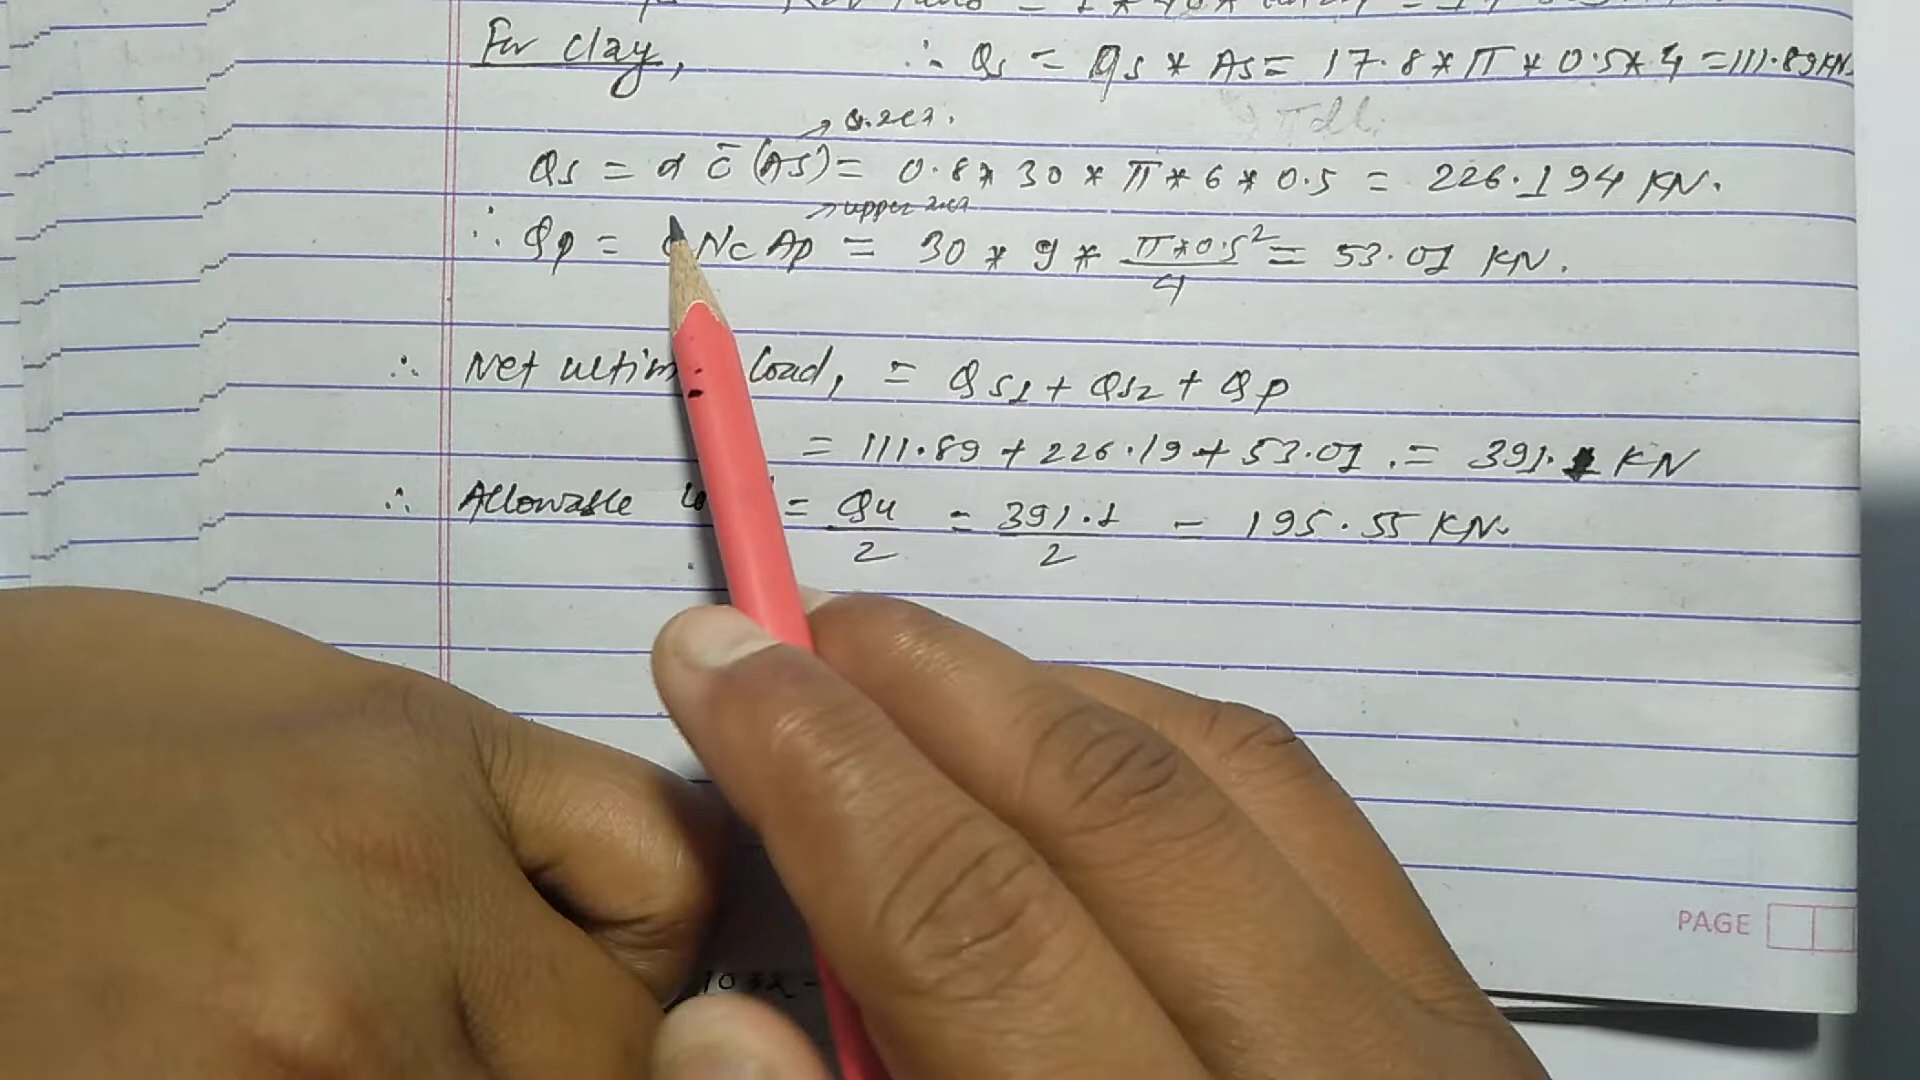 For clay, ∴ Qs = qs * As = 17.8 * π * 0.5 * 4 = 111.89 KN.
πdl
Qs = α c̄ (As) = 0.8 * 30 * π * 6 * 0.5 = 226.194 KN.
→ upper
∴ Qp = c Nc Ap = 30 * 9 * π*0.5²/4 = 53.01 KN.
∴ Net load, = Qs1 + Qs2 + Qp
= 111.89 + 226.19 + 53.01 . = 391.1 KN
∴ Allowable = Qu/2 = 391.1/2 = 195.55 KN.
PAGE